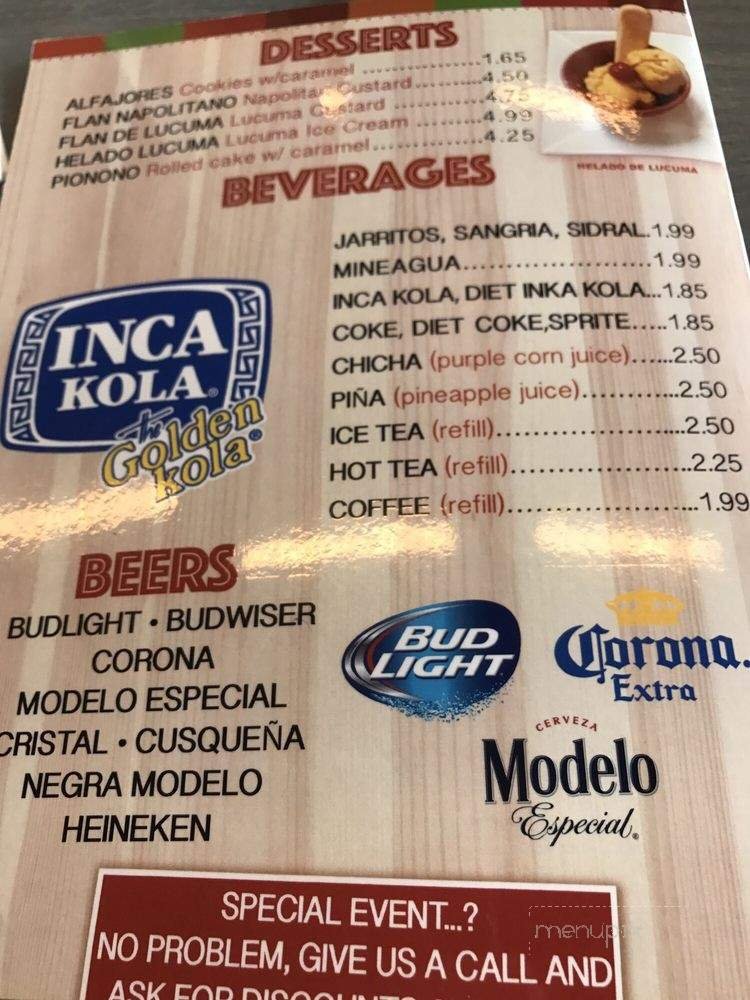 DESSERTS
ALFAJORES Cookies w/caramel ...............1.65
FLAN NAPOLITANO Napolitan Custard..........4.50
FLAN DE LUCUMA Lucuma Custard ............4.75
HELADO LUCUMA Lucuma Ice Cream .........4.99
PIONONO Rolled cake w/ caramel..............4.25
HELADO DE LUCUMA
BEVERAGES
JARRITOS, SANGRIA, SIDRAL.1.99
MINEAGUA......................1.99
INCA KOLA, DIET INKA KOLA...1.85
COKE, DIET COKE,SPRITE.....1.85
CHICHA (purple corn juice)......2.50
PIÑA (pineapple juice)............2.50
ICE TEA (refill)......................2.50
HOT TEA (refill)....................2.25
COFFEE (refill)......................1.99
INCA
KOLA®
the
Golden
kola®
BEERS
BUDLIGHT • BUDWISER
CORONA
MODELO ESPECIAL
CRISTAL • CUSQUEÑA
NEGRA MODELO
HEINEKEN
BUD
LIGHT
Corona.
Extra
CERVEZA
Modelo
Especial®
SPECIAL EVENT...?
NO PROBLEM, GIVE US A CALL AND
ASK FOR DISCOUNTS